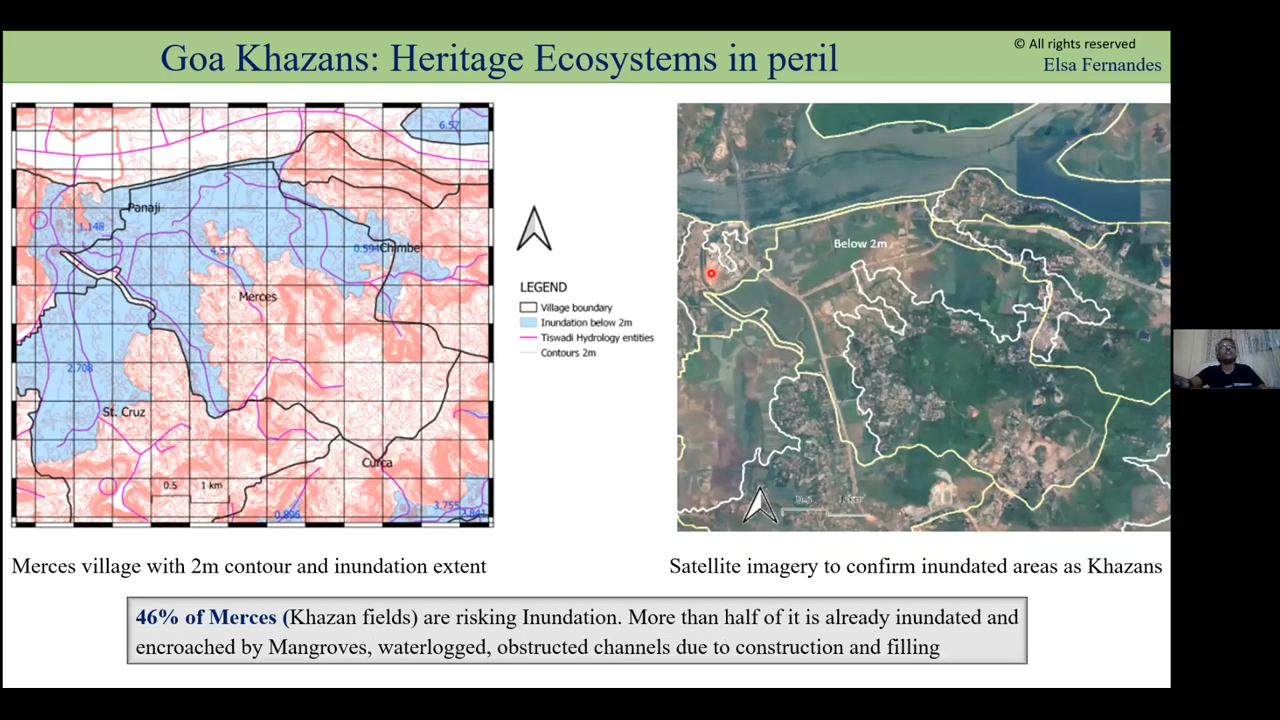 Goa Khazans: Heritage Ecosystems in peril
© All rights reserved
Elsa Fernandes
6.57
Panaji
1.148
4.537
0.594
Chimbel
Merces
2.708
St. Cruz
Curca
0.5 1 km
3.755
0.896
LEGEND
Village boundary
Inundation below 2m
Tiswadi Hydrology entities
Contours 2m
Below 2m
Merces village with 2m contour and inundation extent
Satellite imagery to confirm inundated areas as Khazans
46% of Merces (Khazan fields) are risking Inundation. More than half of it is already inundated and
encroached by Mangroves, waterlogged, obstructed channels due to construction and filling